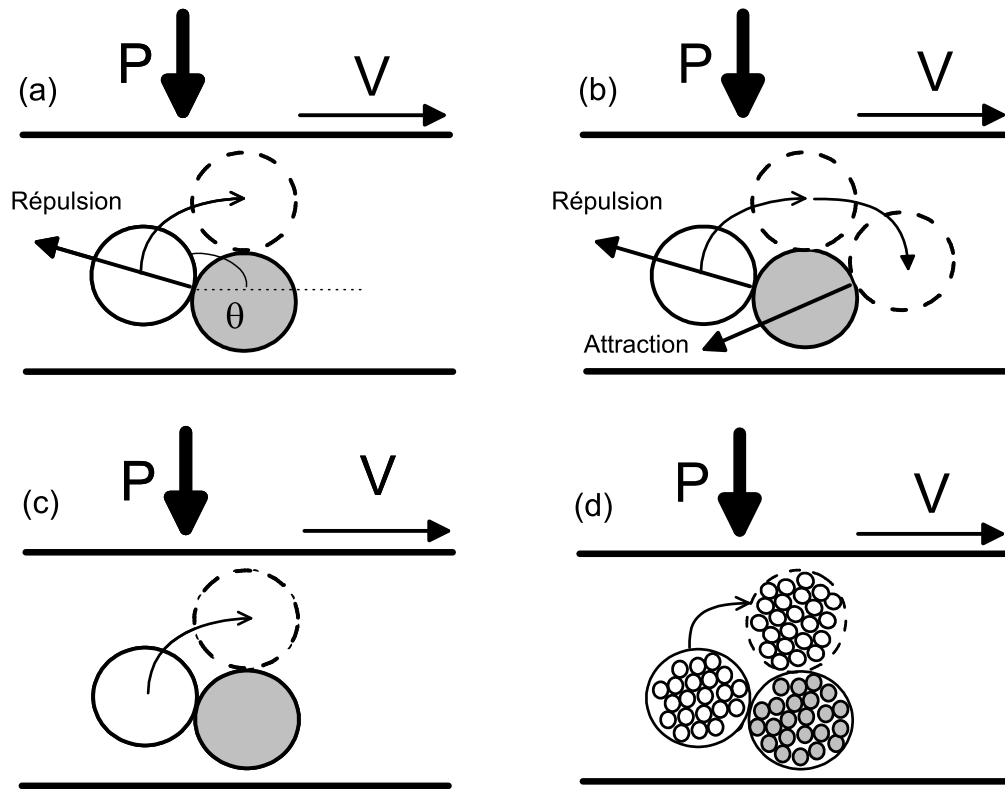 P
V
(a)
Répulsion
θ
P
V
(b)
Répulsion
Attraction
P
V
(c)
P
V
(d)